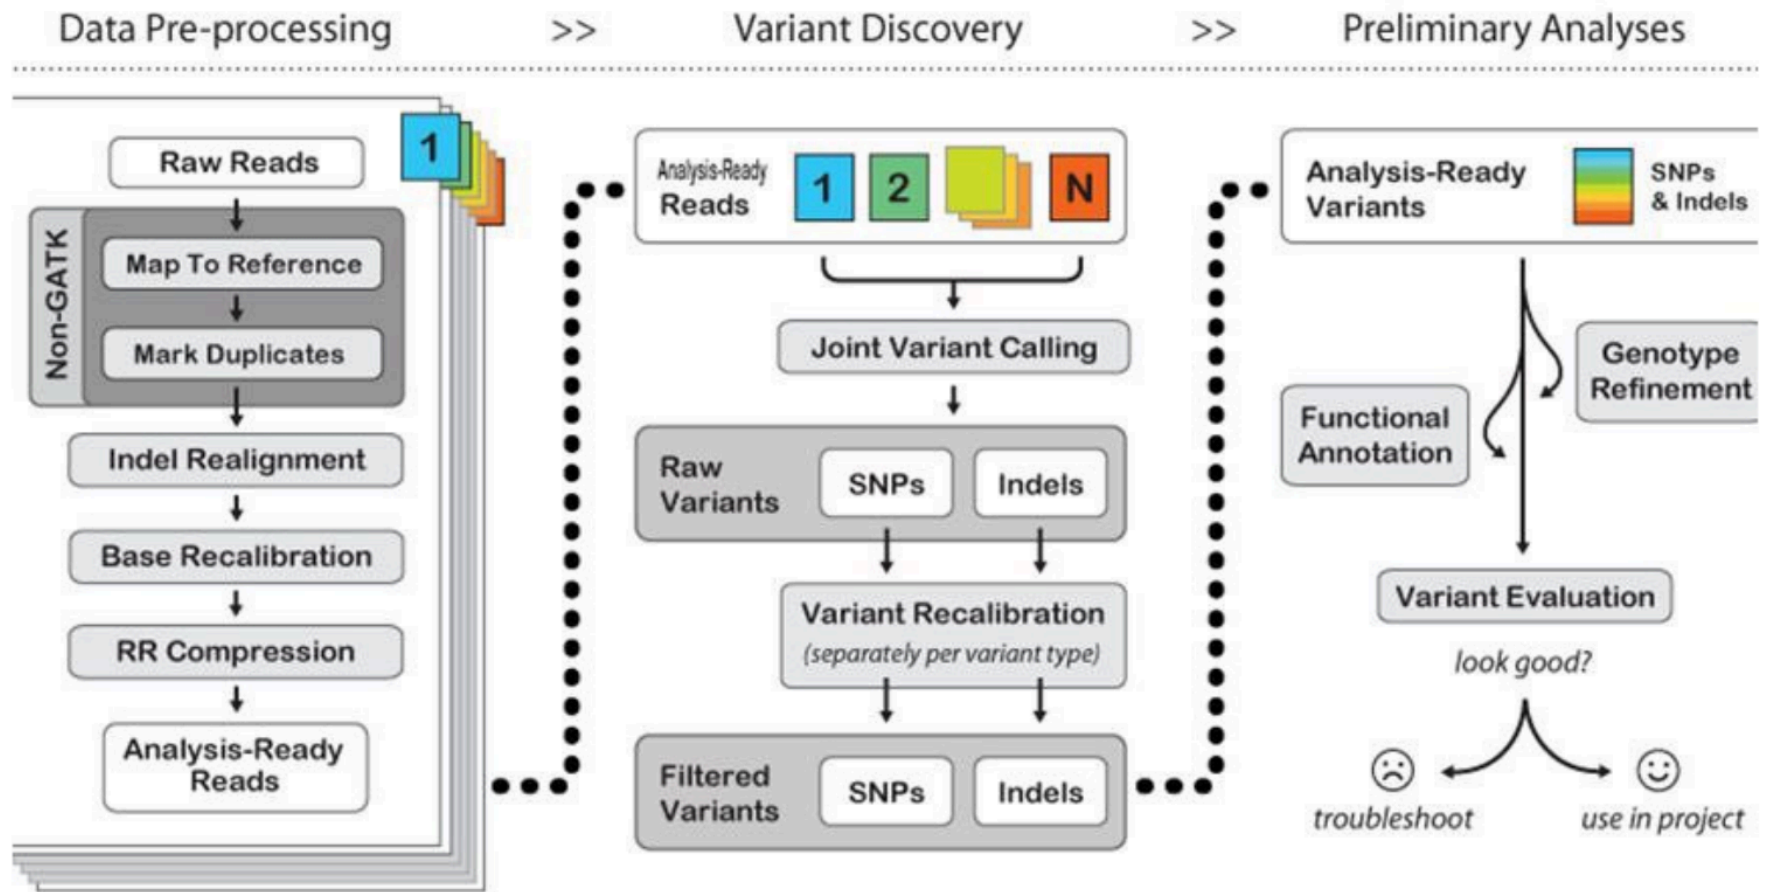 Data Pre-processing >> Variant Discovery >> Preliminary Analyses
1
Raw Reads
Non-GATK
Map To Reference
Mark Duplicates
Indel Realignment
Base Recalibration
RR Compression
Analysis-Ready
Reads
Analysis-Ready
Reads
1 2 N
Joint Variant Calling
Raw
Variants
SNPs Indels
Variant Recalibration
(separately per variant type)
Filtered
Variants
SNPs Indels
Analysis-Ready
Variants
SNPs
& Indels
Genotype
Refinement
Functional
Annotation
Variant Evaluation
look good?
troubleshoot use in project